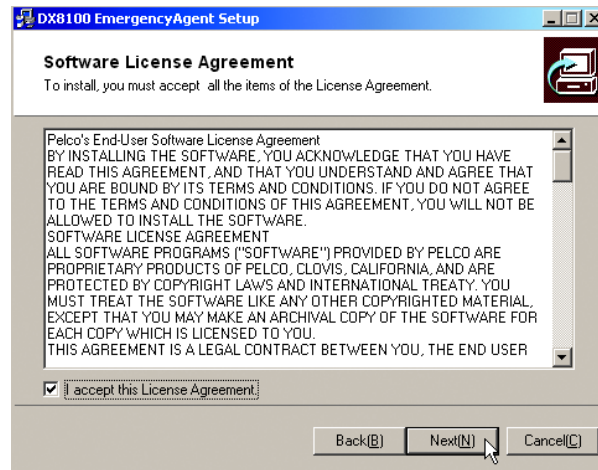 DX8100 EmergencyAgent Setup
Software License Agreement
To install, you must accept all the items of the License Agreement.
Pelco's End-User Software License Agreement
BY INSTALLING THE SOFTWARE, YOU ACKNOWLEDGE THAT YOU HAVE
READ THIS AGREEMENT, AND THAT YOU UNDERSTAND AND AGREE THAT
YOU ARE BOUND BY ITS TERMS AND CONDITIONS. IF YOU DO NOT AGREE
TO THE TERMS AND CONDITIONS OF THIS AGREEMENT, YOU WILL NOT BE
ALLOWED TO INSTALL THE SOFTWARE.
SOFTWARE LICENSE AGREEMENT
ALL SOFTWARE PROGRAMS ("SOFTWARE") PROVIDED BY PELCO ARE
PROPRIETARY PRODUCTS OF PELCO, CLOVIS, CALIFORNIA, AND ARE
PROTECTED BY COPYRIGHT LAWS AND INTERNATIONAL TREATY. YOU
MUST TREAT THE SOFTWARE LIKE ANY OTHER COPYRIGHTED MATERIAL,
EXCEPT THAT YOU MAY MAKE AN ARCHIVAL COPY OF THE SOFTWARE FOR
EACH COPY WHICH IS LICENSED TO YOU.
THIS AGREEMENT IS A LEGAL CONTRACT BETWEEN YOU, THE END USER
I accept this License Agreement.
Back(B) Next(N) Cancel(C)